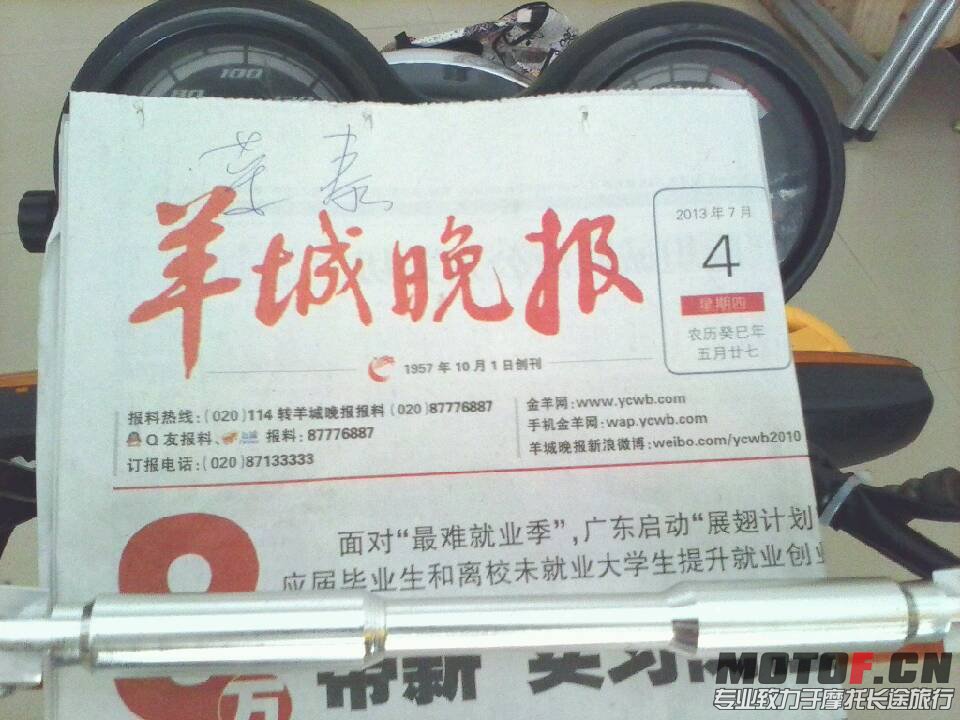 100
80
羊城晚报
2013年7月
4
星期四
农历癸巳年
五月廿七
1957年10月1日创刊
报料热线:(020)114转羊城晚报报料 (020)87776887
Q友报料、 报料:87776887
订报电话:(020)87133333
金羊网:www.ycwb.com
手机金羊网:wap.ycwb.com
羊城晚报新浪微博:weibo.com/ycwb2010
8
万
面对“最难就业季”,广东启动“展翅计划
应届毕业生和离校未就业大学生提升就业创业
带薪
MOTOF.CN
专业致力于摩托长途旅行